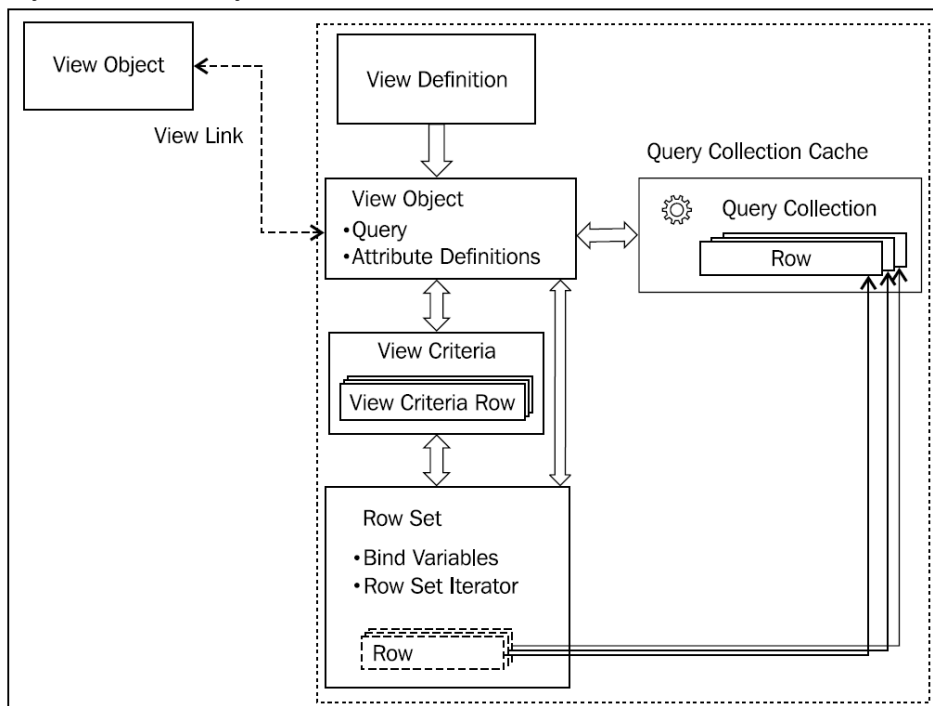 View Object
View Link
View Definition
View Object
•Query
•Attribute Definitions
Query Collection Cache
Query Collection
Row
View Criteria
View Criteria Row
Row Set
•Bind Variables
•Row Set Iterator
Row